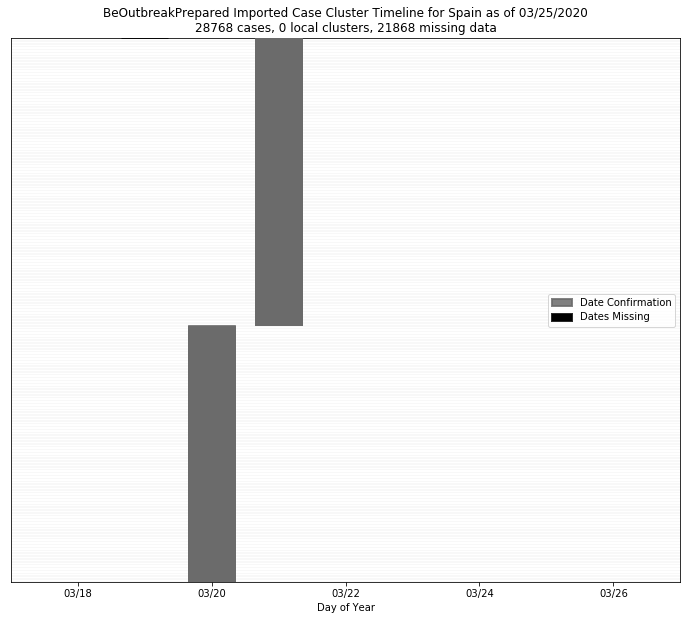 BeOutbreakPrepared Imported Case Cluster Timeline for Spain as of 03/25/2020
28768 cases, 0 local clusters, 21868 missing data
Date Confirmation
Dates Missing
03/18 03/20 03/22 03/24 03/26
Day of Year